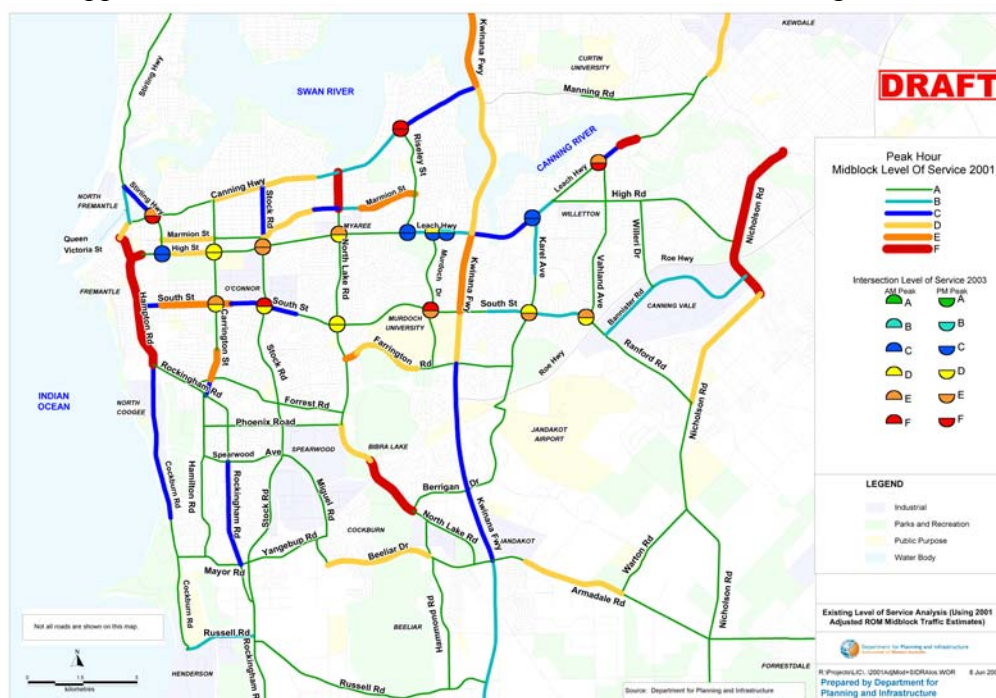 KEWDALE
Stirling Hwy
Kwinana Fwy
CURTIN
UNIVERSITY
SWAN RIVER
Manning Rd
DRAFT
CANNING RIVER
Riseley St
Peak Hour
Midblock Level Of Service 2001
A
B
C
D
E
F
Canning Hwy
Stirling Hwy
NORTH
FREMANTLE
Stock Rd
Marmion St
Leach Hwy
High Rd
WILLETTON
Nicholson Rd
Queen
Victoria St
Marmion St
MYAREE
Leach Hwy
High St
North Lake Rd
Murdoch Dr
Kwinana Fwy
Karel Ave
Vahland Ave
Willeri Dr
Roe Hwy
Intersection Level of Service 2003
AM Peak PM Peak
A A
B B
C C
D D
E E
F F
FREMANTLE
O'CONNOR
South St
South St
South St
Bannister Rd
CANNING VALE
Hampton Rd
Carrington St
MURDOCH
UNIVERSITY
Stock Rd
Farrington Rd
Roe Hwy
Ranford Rd
Rockingham Rd
INDIAN
OCEAN
NORTH
COOGEE
Forrest Rd
Phoenix Road
JANDAKOT
AIRPORT
Nicholson Rd
Spearwood Ave
SPEARWOOD
BIBRA LAKE
Cockburn Rd
Hamilton Rd
Rockingham Rd
Stock Rd
Miguel Rd
Berrigan Dr
Kwinana Fwy
LEGEND
Industrial
Parks and Recreation
Public Purpose
Water Body
COCKBURN
North Lake Rd
JANDAKOT
Yangebup Rd
Mayor Rd
Beeliar Dr
Warton Rd
Armadale Rd
Nicholson Rd
Cockburn Rd
Hammond Rd
Existing Level of Service Analysis (Using 2001
Adjusted ROM Midblock Traffic Estimates)
Not all roads are shown on this map.
BEELIAR
Russell Rd
Department for Planning and Infrastructure
N
kilometres
HENDERSON
Rockingham Rd
Russell Rd
FORRESTDALE
Source: Department for Planning and Infrastructure
Prepared by Department for
Planning and Infrastructure